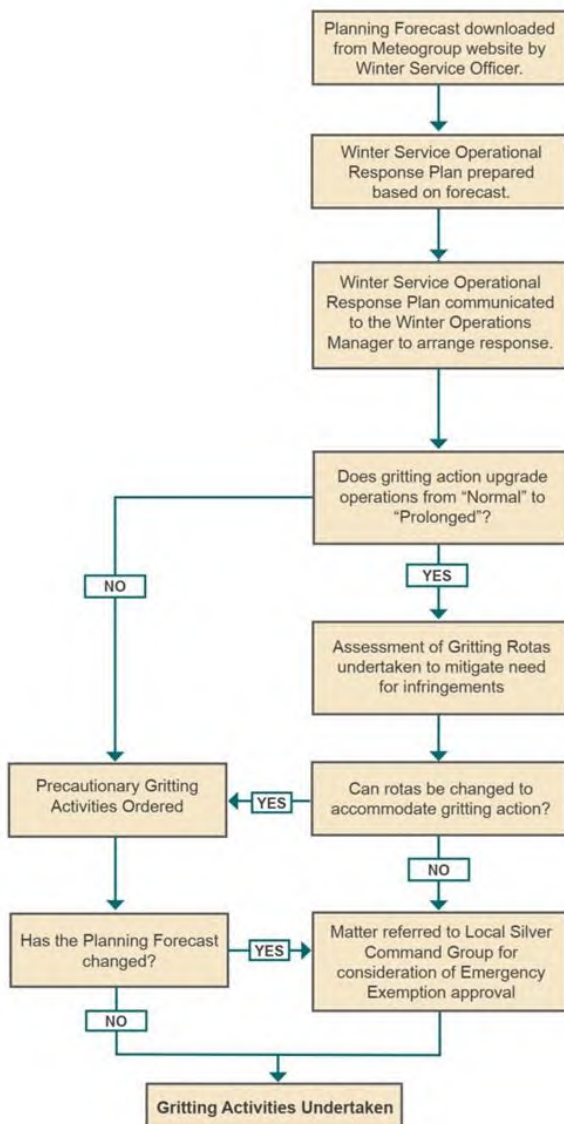 Planning Forecast downloaded
from Meteogroup website by
Winter Service Officer.
Winter Service Operational
Response Plan prepared
based on forecast.
Winter Service Operational
Response Plan communicated
to the Winter Operations
Manager to arrange response.
Does gritting action upgrade
operations from “Normal” to
“Prolonged”?
NO
YES
Assessment of Gritting Rotas
undertaken to mitigate need
for infringements
Precautionary Gritting
Activities Ordered
YES
Can rotas be changed to
accommodate gritting action?
NO
Has the Planning Forecast
changed?
YES
Matter referred to Local Silver
Command Group for
consideration of Emergency
Exemption approval
NO
Gritting Activities Undertaken